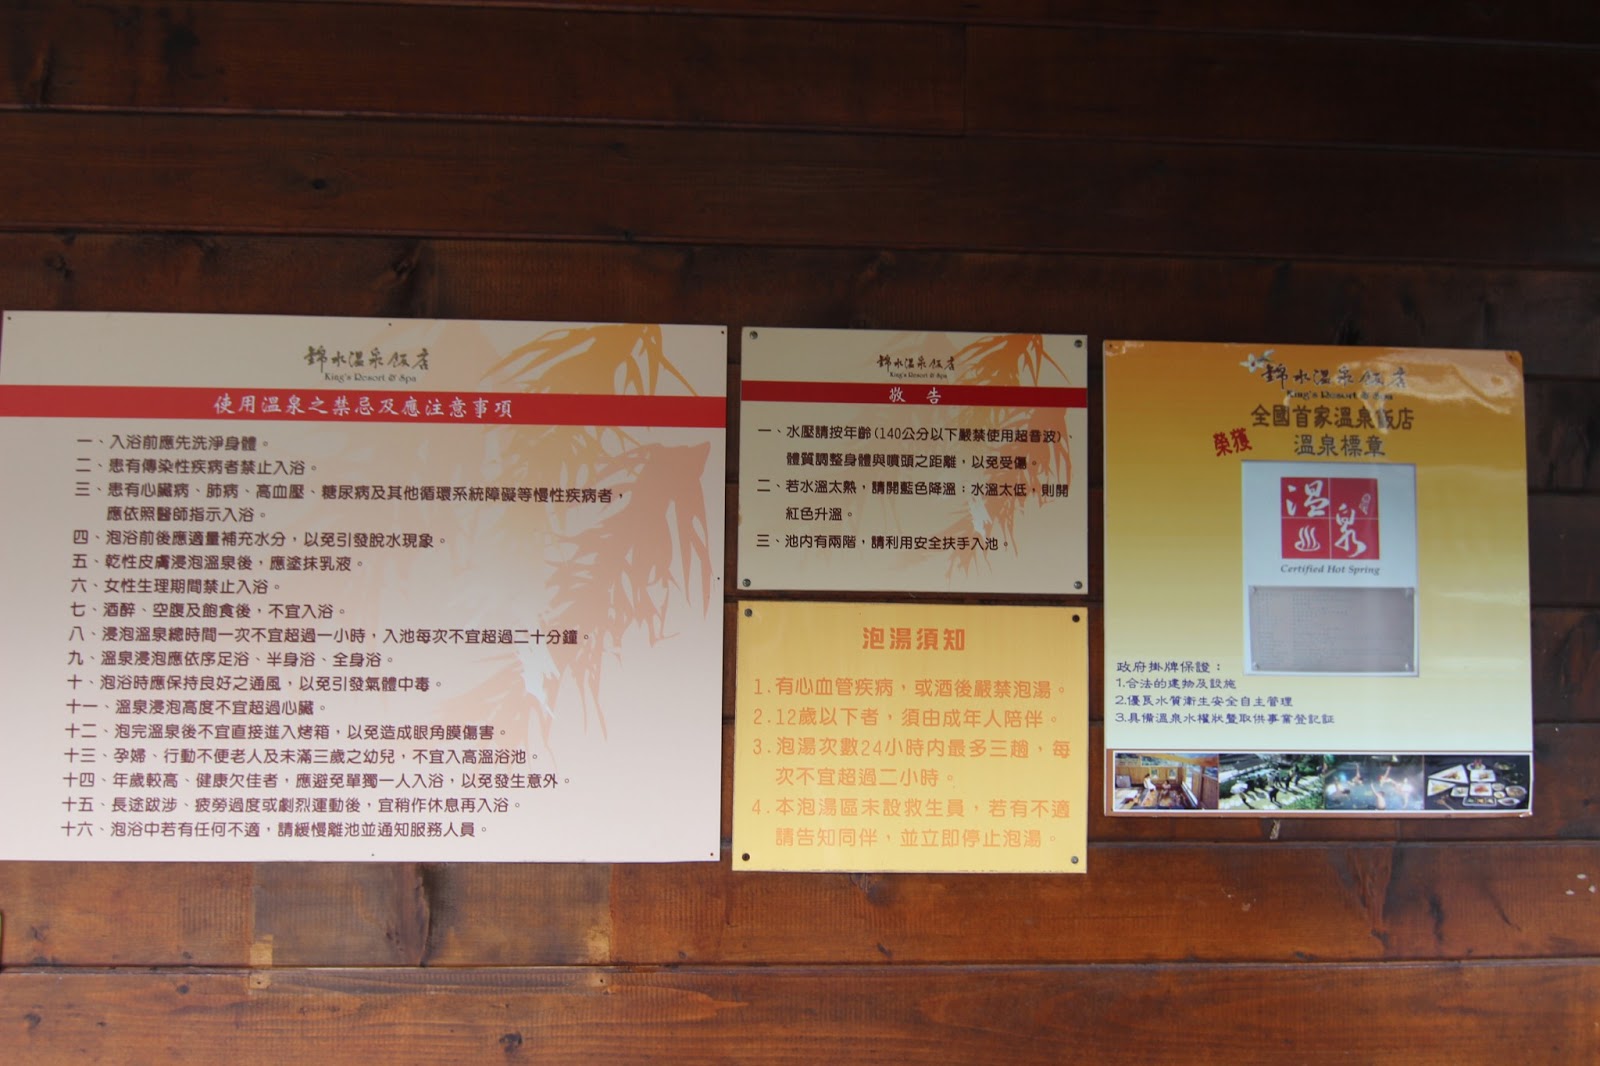 錦水溫泉飯店
King's Resort & Spa
使用溫泉之禁忌及應注意事項
一、入浴前應先洗淨身體。
二、患有傳染性疾病者禁止入浴。
三、患有心臟病、肺病、高血壓、糖尿病及其他循環系統障礙等慢性疾病者，
應依照醫師指示入浴。
四、泡浴前後應適量補充水分，以免引發脫水現象。
五、乾性皮膚浸泡溫泉後，應塗抹乳液。
六、女性生理期間禁止入浴。
七、酒醉、空腹及飽食後，不宜入浴。
八、浸泡溫泉總時間一次不宜超過一小時，入池每次不宜超過二十分鐘。
九、溫泉浸泡應依序足浴、半身浴、全身浴。
十、泡浴時應保持良好之通風，以免引發氣體中毒。
十一、溫泉浸泡高度不宜超過心臟。
十二、泡完溫泉後不宜直接進入烤箱，以免造成眼角膜傷害。
十三、孕婦、行動不便老人及未滿三歲之幼兒，不宜入高溫浴池。
十四、年歲較高、健康欠佳者，應避免單獨一人入浴，以免發生意外。
十五、長途跋涉、疲勞過度或劇烈運動後，宜稍作休息再入浴。
十六、泡浴中若有任何不適，請緩慢離池並通知服務人員。
錦水溫泉飯店
King's Resort & Spa
敬 告
一、水壓請按年齡(140公分以下嚴禁使用超音波)、
體質調整身體與噴頭之距離，以免受傷。
二、若水溫太熱，請開藍色降溫；水溫太低，則開
紅色升溫。
三、池內有兩階，請利用安全扶手入池。
泡湯須知
1.有心血管疾病，或酒後嚴禁泡湯。
2.12歲以下者，須由成年人陪伴。
3.泡湯次數24小時內最多三趟，每
次不宜超過二小時。
4.本泡湯區未設救生員，若有不適
請告知同伴，並立即停止泡湯。
錦水溫泉飯店
King's Resort & Spa
全國首家溫泉飯店
榮獲 溫泉標章
溫泉
Certified Hot Spring
政府掛牌保證：
1.合法的建物及設施
2.優良水質衛生安全自主管理
3.具備溫泉水權狀暨取供事業登記証